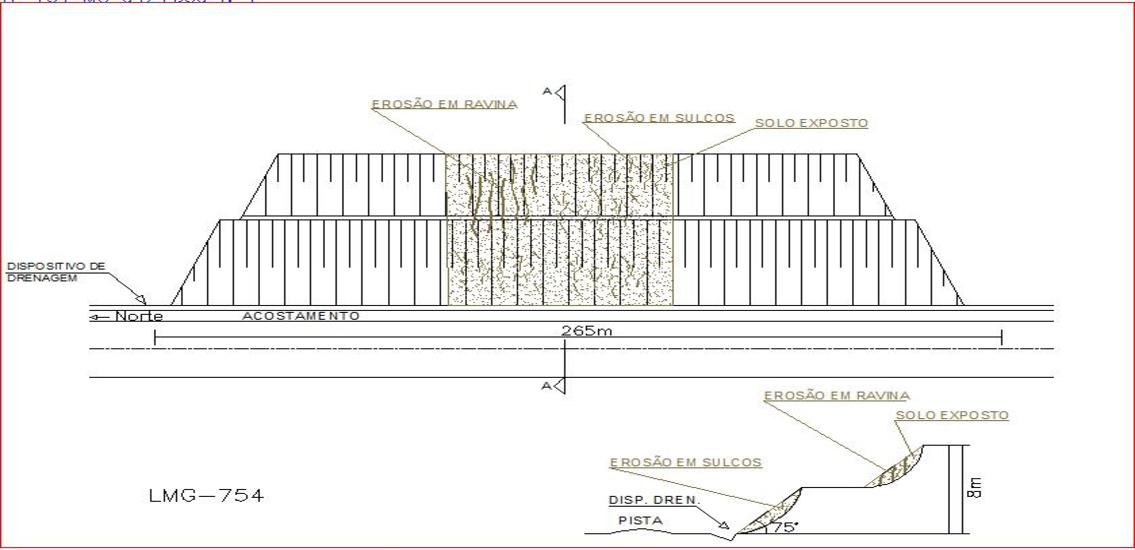 A
EROSÃO EM RAVINA
EROSÃO EM SULCOS
SOLO EXPOSTO
DISPOSITIVO DE
DRENAGEM
Norte
ACOSTAMENTO
265m
A
EROSÃO EM RAVINA
SOLO EXPOSTO
EROSÃO EM SULCOS
8m
LMG-754
DISP. DREN.
PISTA
75°